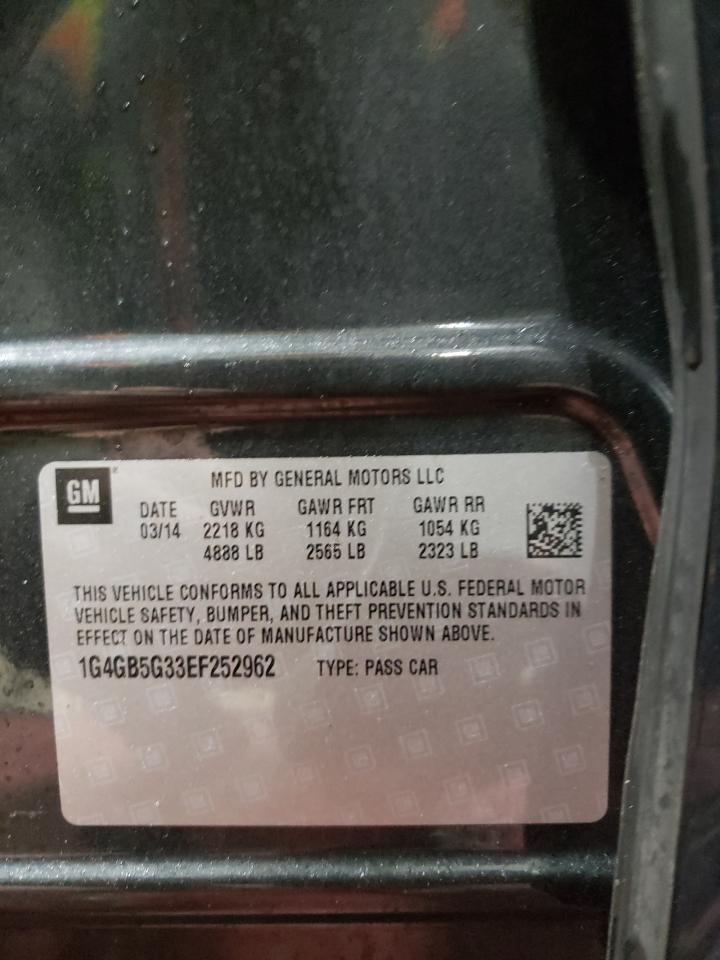 GM
MFD BY GENERAL MOTORS LLC
DATE GVWR GAWR FRT GAWR RR
03/14 2218 KG 1164 KG 1054 KG
4888 LB 2565 LB 2323 LB
THIS VEHICLE CONFORMS TO ALL APPLICABLE U.S. FEDERAL MOTOR
VEHICLE SAFETY, BUMPER, AND THEFT PREVENTION STANDARDS IN
EFFECT ON THE DATE OF MANUFACTURE SHOWN ABOVE.
1G4GB5G33EF252962 TYPE: PASS CAR